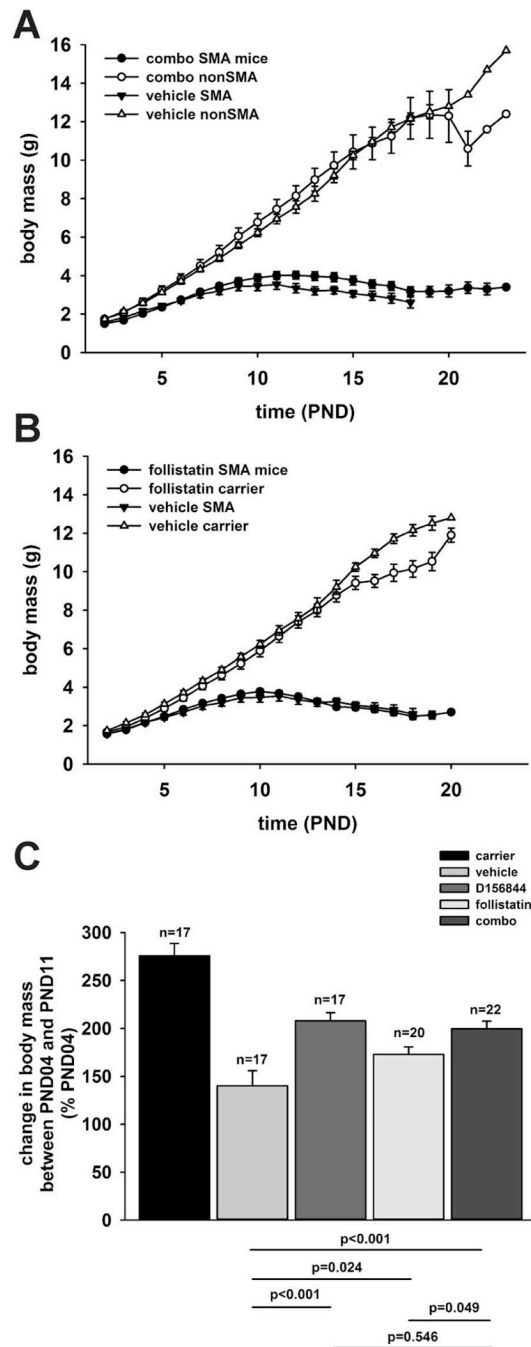 A
combo SMA mice
combo nonSMA
vehicle SMA
vehicle nonSMA
16
14
12
10
8
6
4
2
0
body mass (g)
5
10
15
20
time (PND)
B
follistatin SMA mice
follistatin carrier
vehicle SMA
vehicle carrier
16
14
12
10
8
6
4
2
0
body mass (g)
5
10
15
20
time (PND)
C
carrier
vehicle
D156844
follistatin
combo
300
250
200
150
100
50
0
change in body mass
between PND04 and PND11
(% PND04)
n=17
n=17
n=17
n=20
n=22
p<0.001
p=0.024
p<0.001
p=0.049
p=0.546